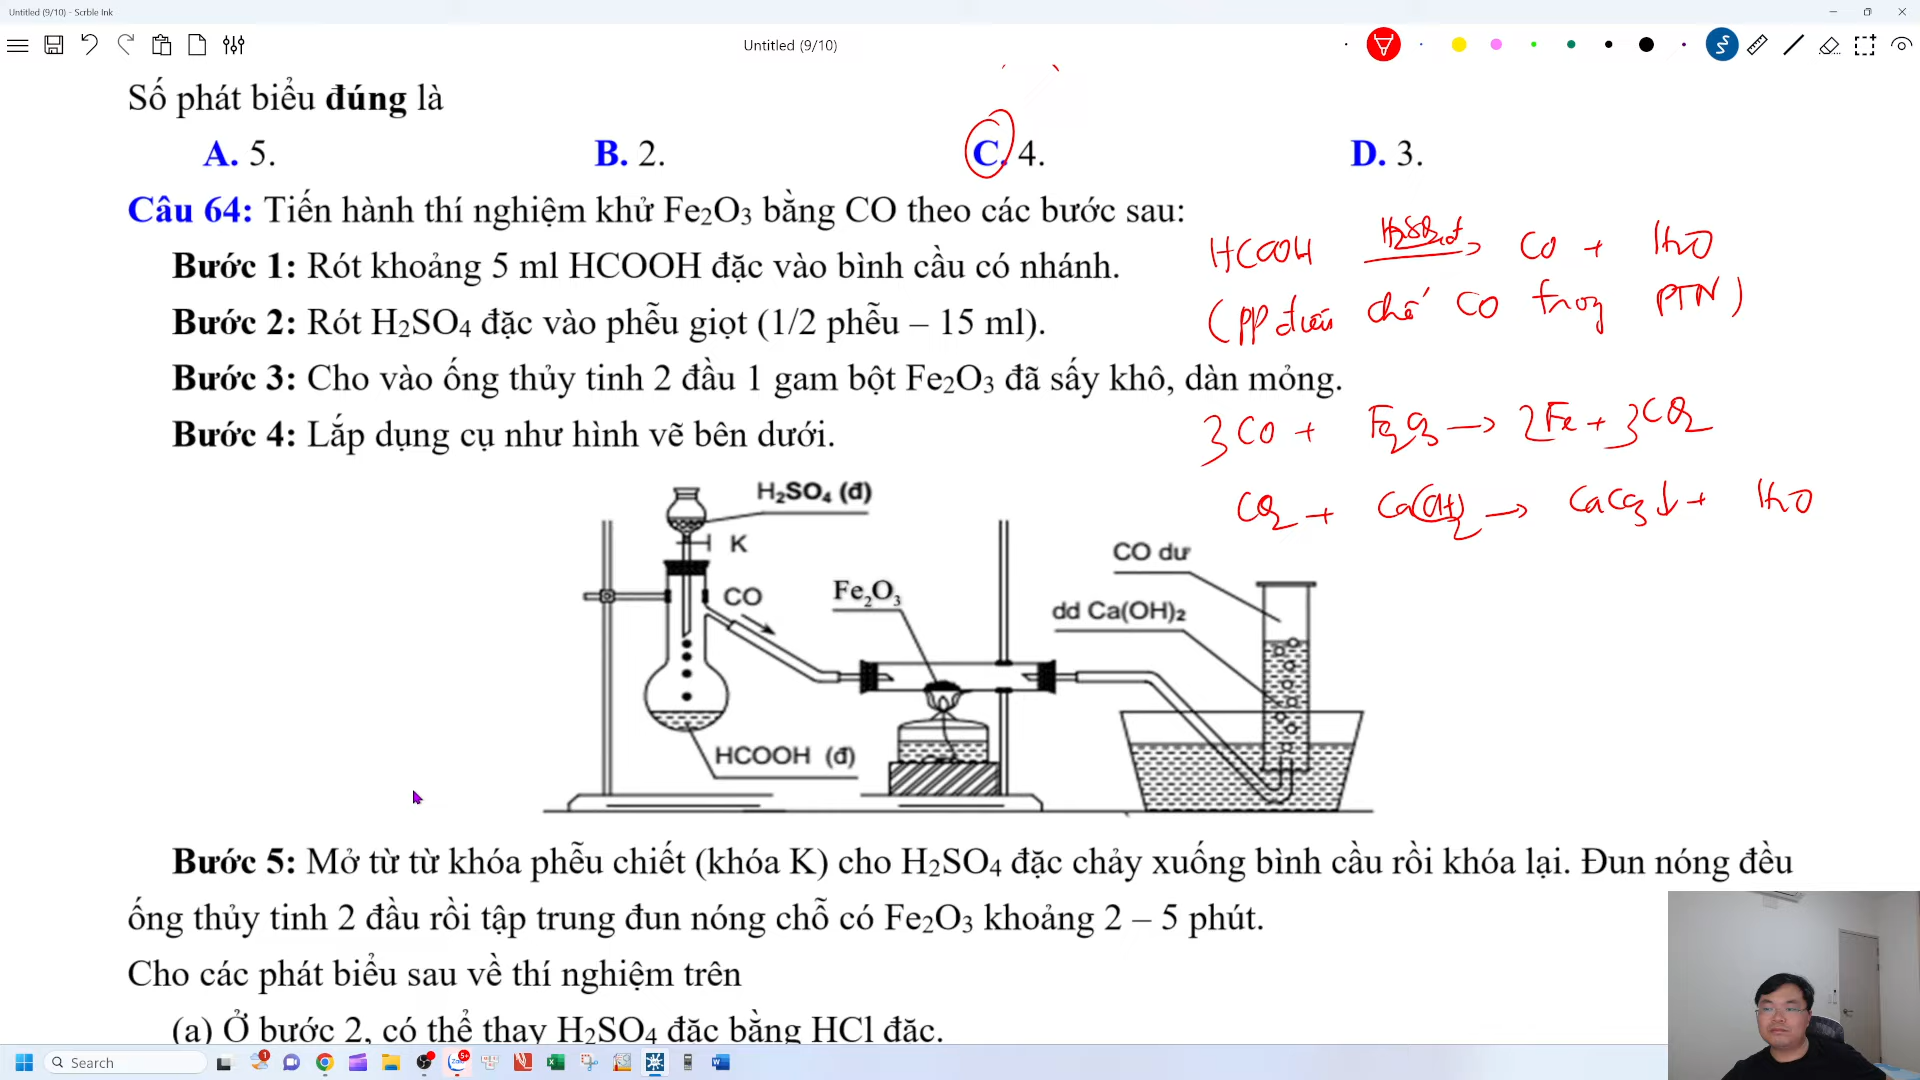 Untitled (9/10) - Scrble Ink
Untitled (9/10)
Số phát biểu đúng là
A. 5. B. 2. C. 4. D. 3.
Câu 64: Tiến hành thí nghiệm khử Fe₂O₃ bằng CO theo các bước sau:
Bước 1: Rót khoảng 5 ml HCOOH đặc vào bình cầu có nhánh.
Bước 2: Rót H₂SO₄ đặc vào phễu giọt (1/2 phễu – 15 ml).
Bước 3: Cho vào ống thủy tinh 2 đầu 1 gam bột Fe₂O₃ đã sấy khô, dàn mỏng.
Bước 4: Lắp dụng cụ như hình vẽ bên dưới.
HCOOH H₂SO₄ đ → CO + H₂O
(PP điều chế CO trong PTN)
3CO + Fe₂O₃ → 2Fe + 3CO₂
CO₂ + Ca(OH)₂ → CaCO₃↓ + H₂O
H₂SO₄ (đ)
K
CO
Fe₂O₃
CO dư
dd Ca(OH)₂
HCOOH (đ)
Bước 5: Mở từ từ khóa phễu chiết (khóa K) cho H₂SO₄ đặc chảy xuống bình cầu rồi khóa lại. Đun nóng đều
ống thủy tinh 2 đầu rồi tập trung đun nóng chỗ có Fe₂O₃ khoảng 2 – 5 phút.
Cho các phát biểu sau về thí nghiệm trên
(a) Ở bước 2, có thể thay H₂SO₄ đặc bằng HCl đặc.
Search